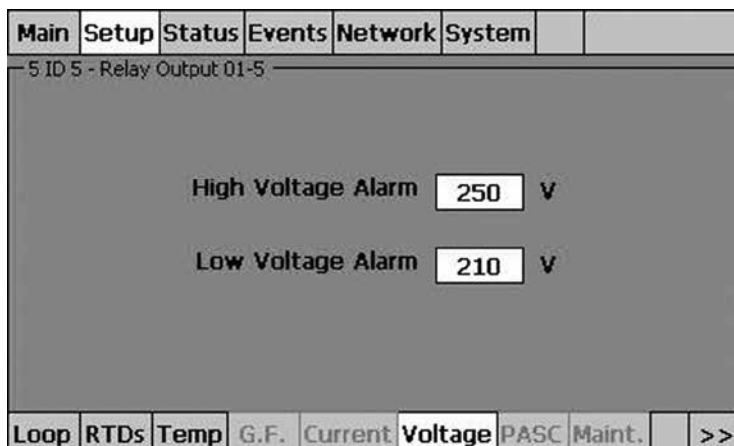 Main Setup Status Events Network System
5 ID 5 - Relay Output 01-5
High Voltage Alarm 250 V
Low Voltage Alarm 210 V
Loop RTDs Temp G.F. Current Voltage PASC Maint. >>